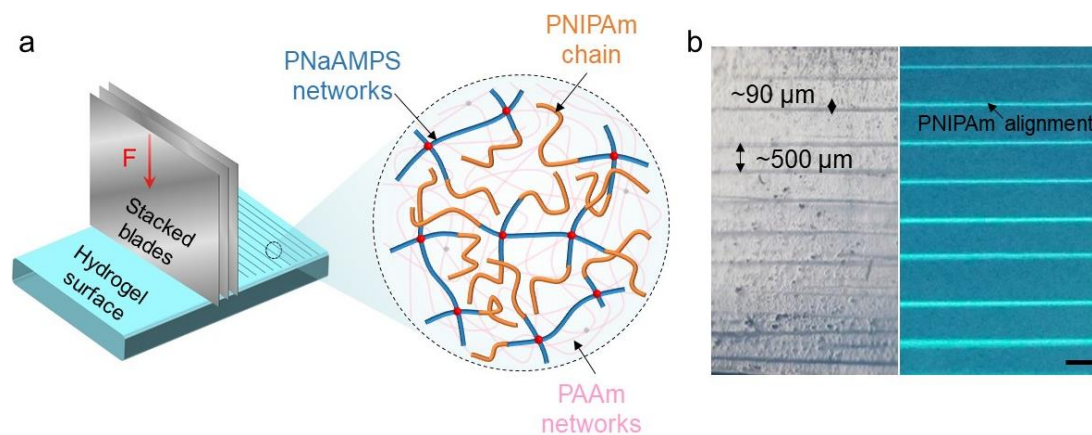 a
PNaAMPS
networks
PNIPAm
chain
F
Stacked
blades
Hydrogel
surface
PAAm
networks
b
~90 μm
~500 μm
PNIPAm alignment